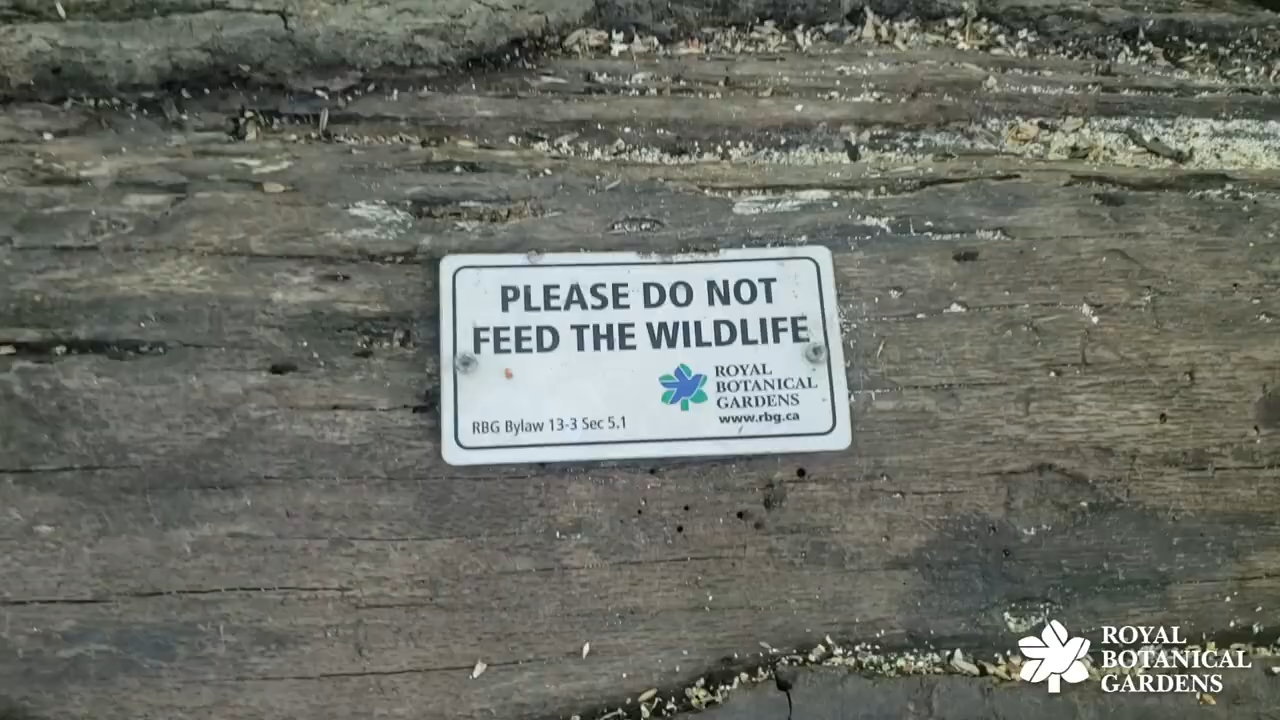 PLEASE DO NOT
FEED THE WILDLIFE
ROYAL
BOTANICAL
GARDENS
www.rbg.ca
RBG Bylaw 13-3 Sec 5.1
ROYAL
BOTANICAL
GARDENS